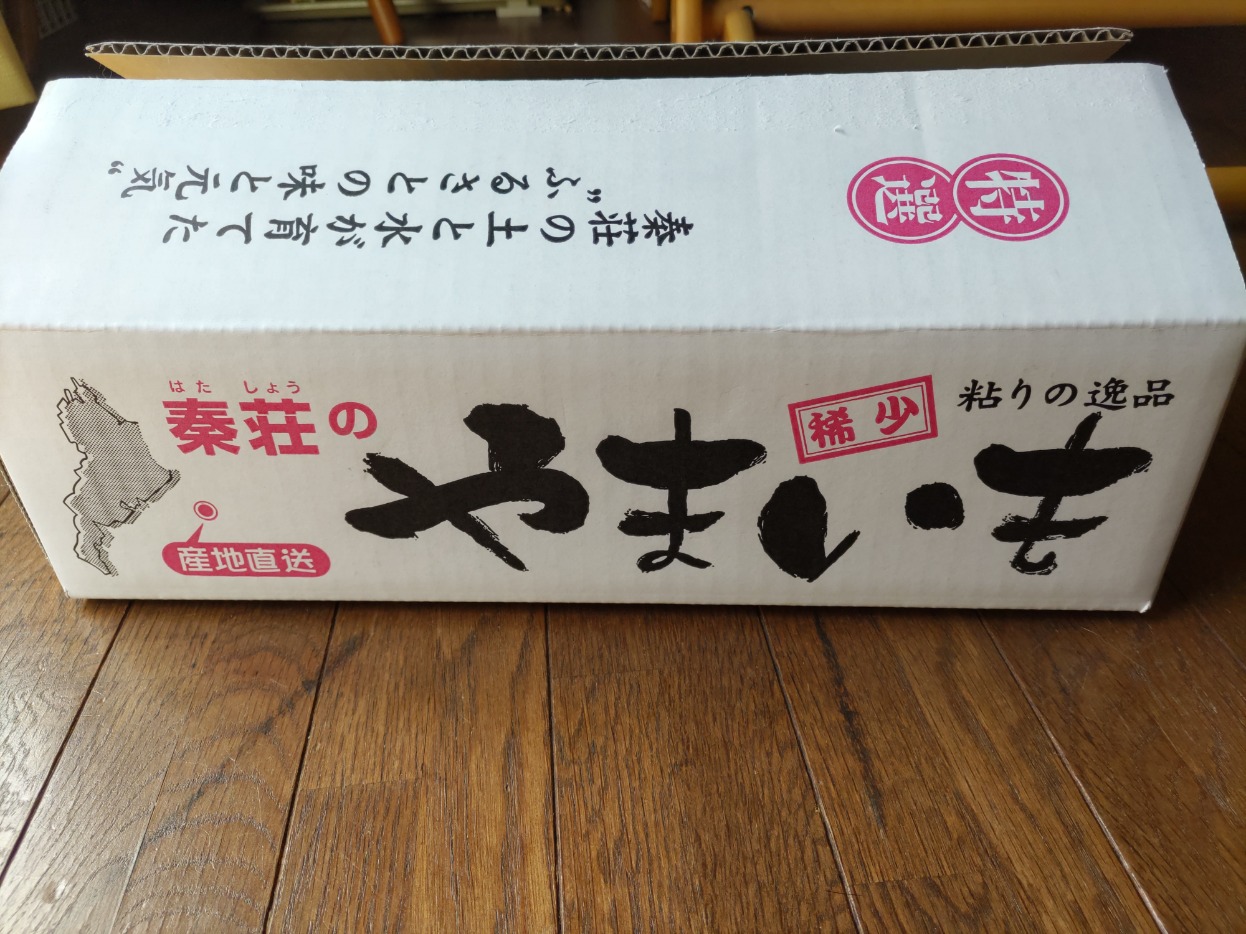 特選
秦荘の土と水が育てた
"ふるさとの味と元気"
はた しょう
秦荘の
やまいも
稀少
粘りの逸品
産地直送